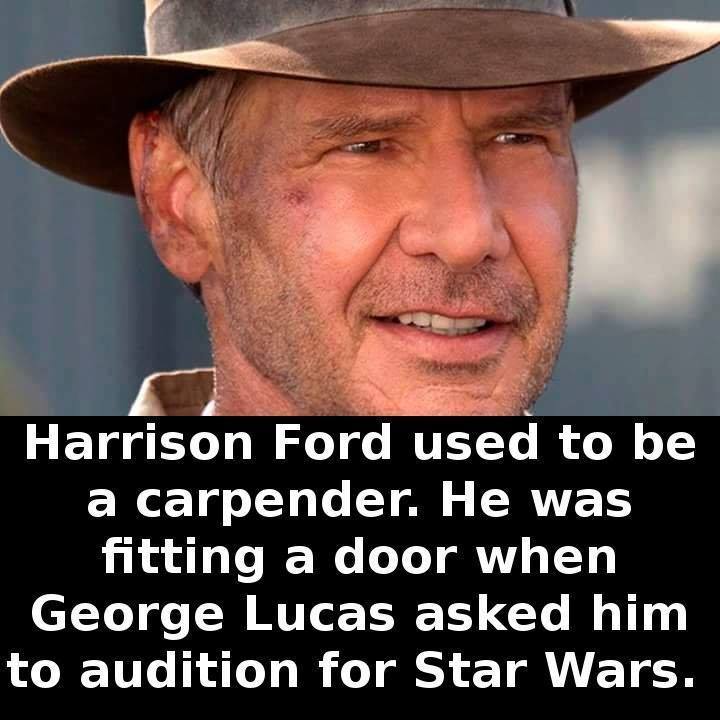 Harrison Ford used to be
a carpender. He was
fitting a door when
George Lucas asked him
to audition for Star Wars.